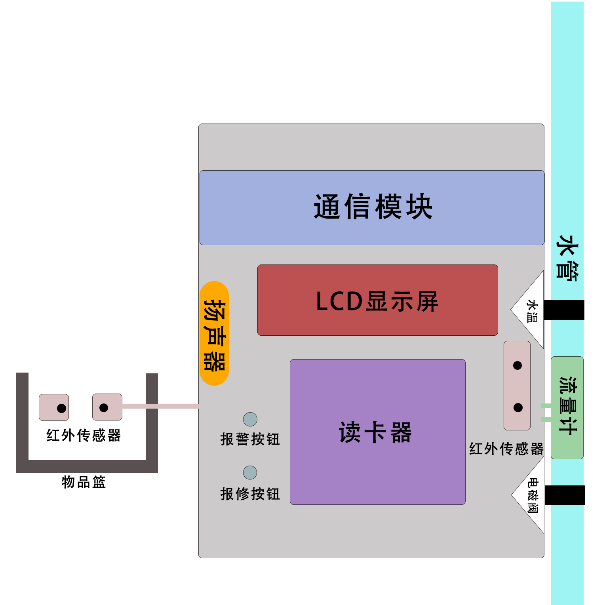 通信模块
水管
LCD显示屏
扬声器
水温
流量计
红外传感器
读卡器
报警按钮
红外传感器
物品篮
报修按钮
电磁阀